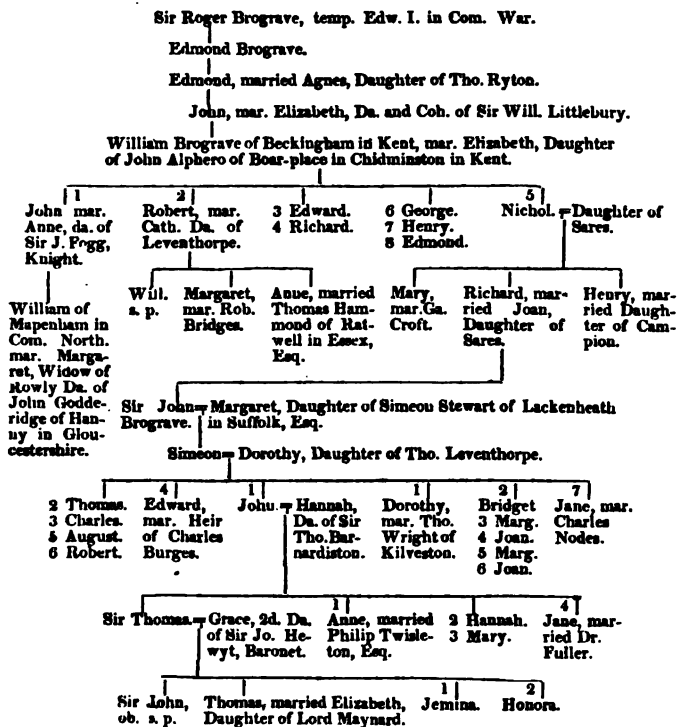 Sir Roger Brograve, temp. Edw. I. in Com. War.
Edmond Brograve.
Edmond, married Agnes, Daughter of Tho. Ryton.
John, mar. Elizabeth, Da. and Coh. of Sir Will. Littlebury.
William Brograve of Beckingham in Kent, mar. Elizabeth, Daughter
of John Alphero of Boar-place in Chidminston in Kent.
1
John mar.
Anne, da. of
Sir J. Fogg,
Knight.
2
Robert, mar.
Cath. Da. of
Leventhorpe.
3 Edward.
4 Richard.
6 George.
7 Henry.
8 Edmond.
5
Nichol. = Daughter of
Sares.
William of
Mapenham in
Com. North.
mar. Marga-
ret, Widow of
Rowly Da. of
John Godde-
ridge of Han-
ny in Glou-
cestershire.
Will.
s. p.
Margaret,
mar. Rob.
Bridges.
Anne, married
Thomas Ham-
mond of Rat-
well in Essex,
Esq.
Mary,
mar. Ga.
Croft.
Richard, mar-
ried Joan,
Daughter of
Sares.
Henry, mar-
ried Daugh-
ter of Cam-
pion.
Sir John = Margaret, Daughter of Simeon Stewart of Lackenheath
Brograve. in Suffolk, Esq.
Simeon = Dorothy, Daughter of Tho. Leventhorpe.
2 Thomas.
3 Charles.
5 August.
6 Robert.
4
Edward,
mar. Heir
of Charles
Burges.
1
John. = Hannah,
Da. of Sir
Tho. Bar-
nardiston.
1
Dorothy,
mar. Tho.
Wright of
Kilveston.
2
Bridget
3 Marg.
4 Joan.
5 Marg.
6 Joan.
7
Jane, mar.
Charles
Nodes.
Sir Thomas. = Grace, 2d. Da.
of Sir Jo. He-
wyt, Baronet.
1
Anne, married
Philip Twisle-
ton, Esq.
2 Hannah.
3 Mary.
4
Jane, mar-
ried Dr.
Fuller.
Sir John,
ob. s. p.
Thomas, married Elizabeth,
Daughter of Lord Maynard.
1
Jemina.
2
Honora.